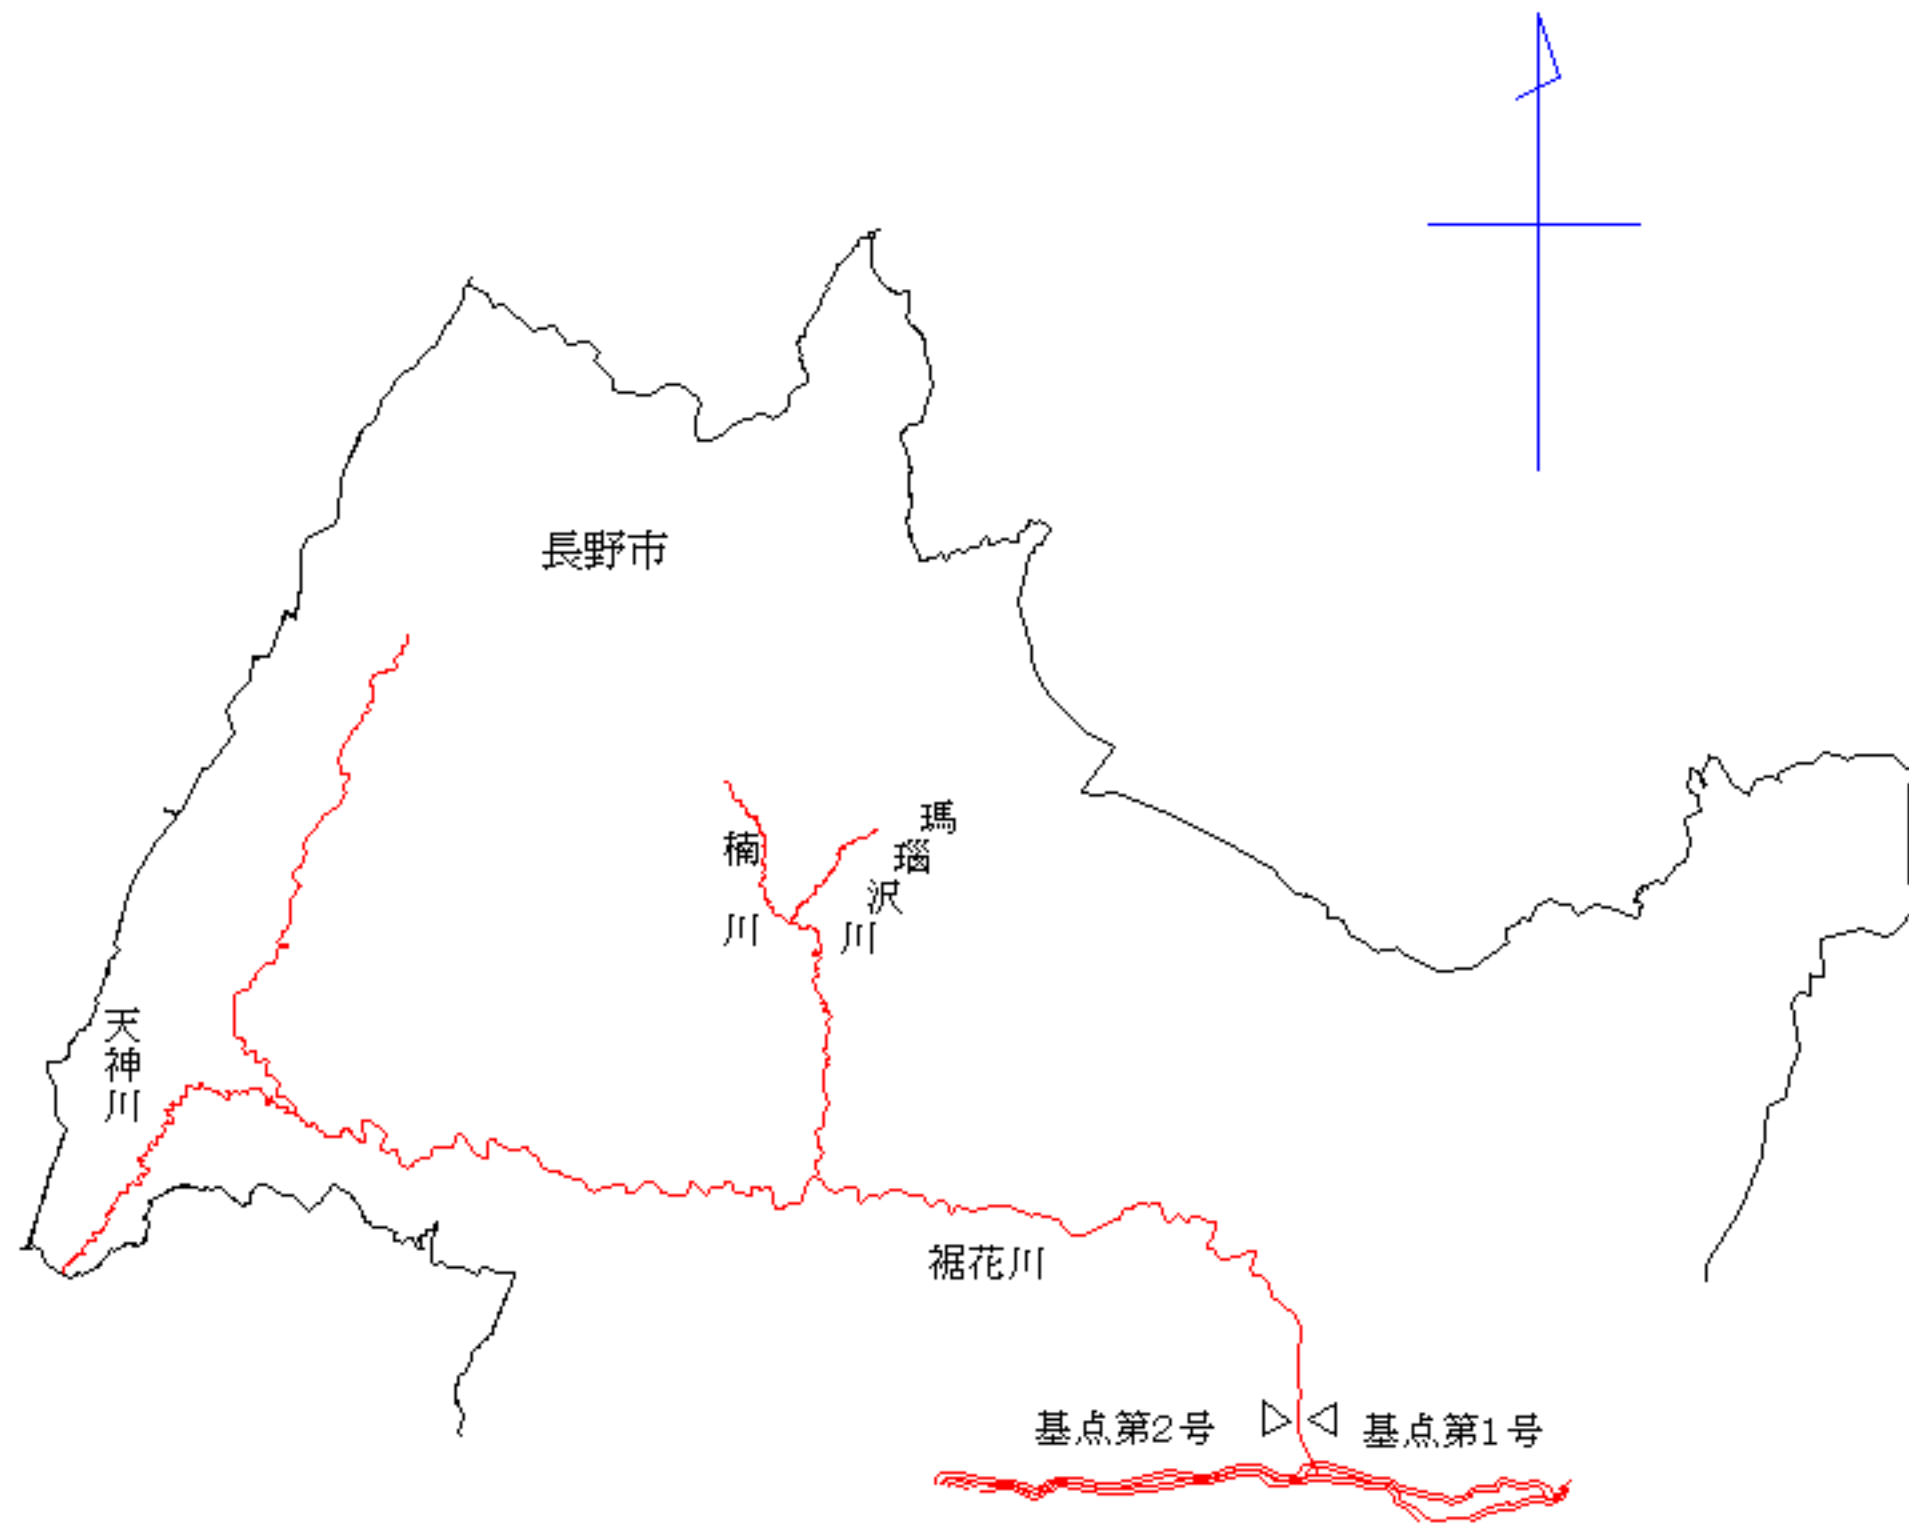 長野市
楠川
瑪瑙沢川
天神川
裾花川
基点第2号
基点第1号